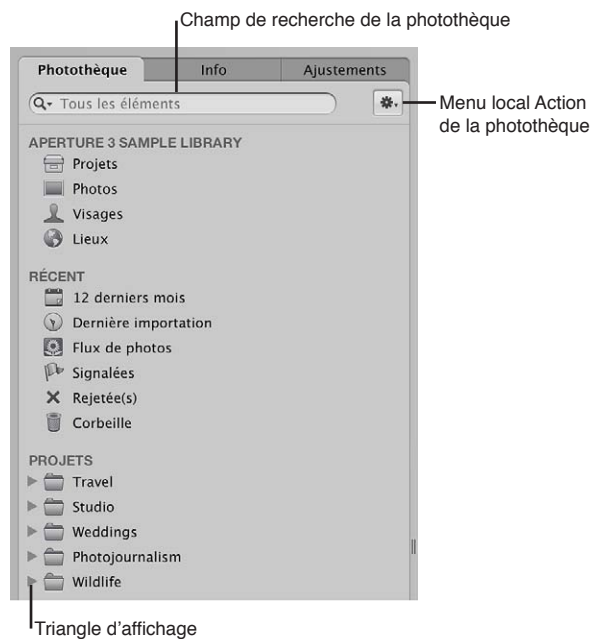 Champ de recherche de la photothèque
Photothèque Info Ajustements
Tous les éléments
Menu local Action
de la photothèque
APERTURE 3 SAMPLE LIBRARY
Projets
Photos
Visages
Lieux
RÉCENT
12 derniers mois
Dernière importation
Flux de photos
Signalées
Rejetée(s)
Corbeille
PROJETS
Travel
Studio
Weddings
Photojournalism
Wildlife
Triangle d’affichage